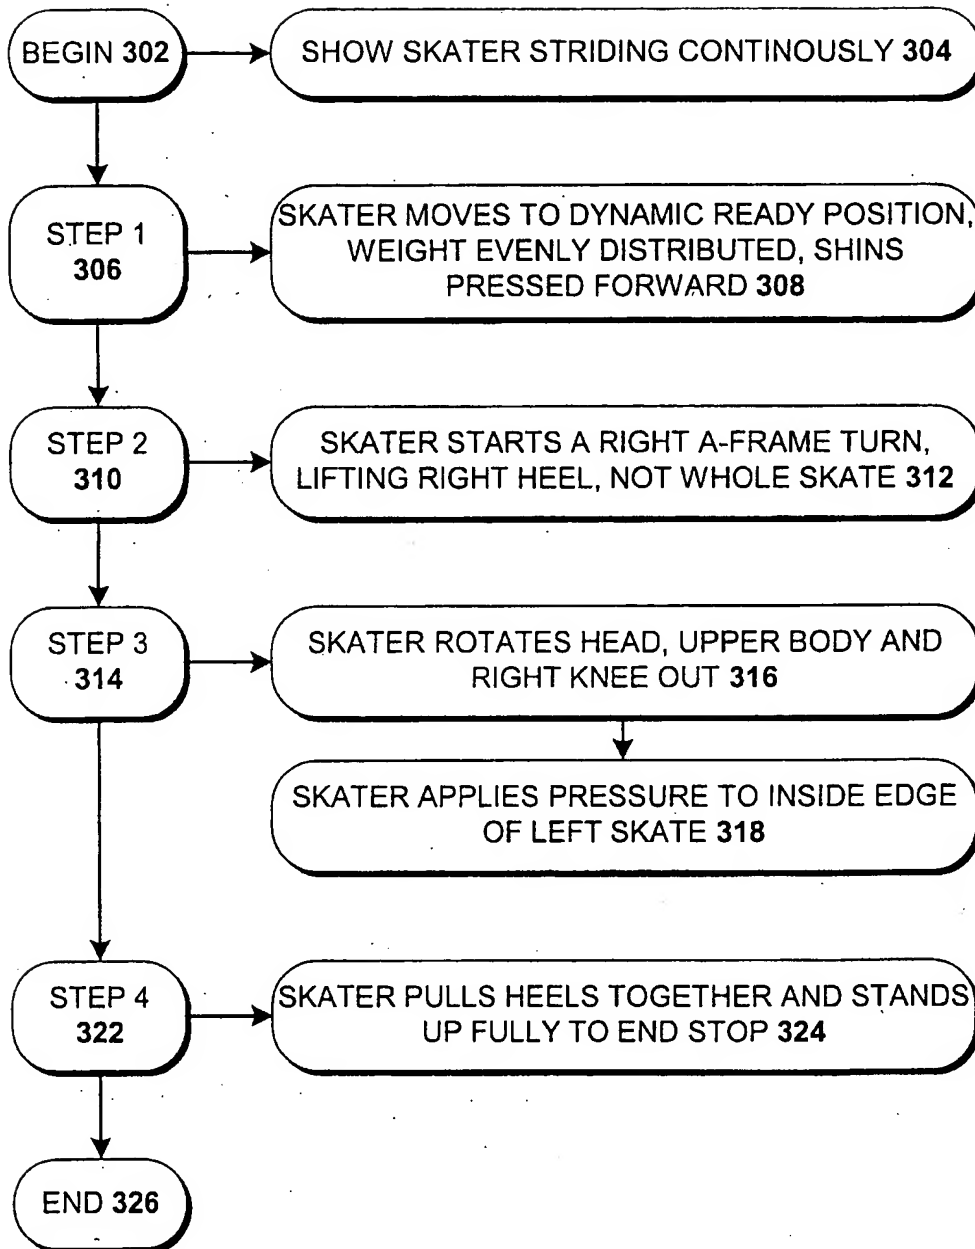 BEGIN 302
SHOW SKATER STRIDING CONTINOUSLY 304
STEP 1
306
SKATER MOVES TO DYNAMIC READY POSITION,
WEIGHT EVENLY DISTRIBUTED, SHINS
PRESSED FORWARD 308
STEP 2
310
SKATER STARTS A RIGHT A-FRAME TURN,
LIFTING RIGHT HEEL, NOT WHOLE SKATE 312
STEP 3
314
SKATER ROTATES HEAD, UPPER BODY AND
RIGHT KNEE OUT 316
SKATER APPLIES PRESSURE TO INSIDE EDGE
OF LEFT SKATE 318
STEP 4
322
SKATER PULLS HEELS TOGETHER AND STANDS
UP FULLY TO END STOP 324
END 326